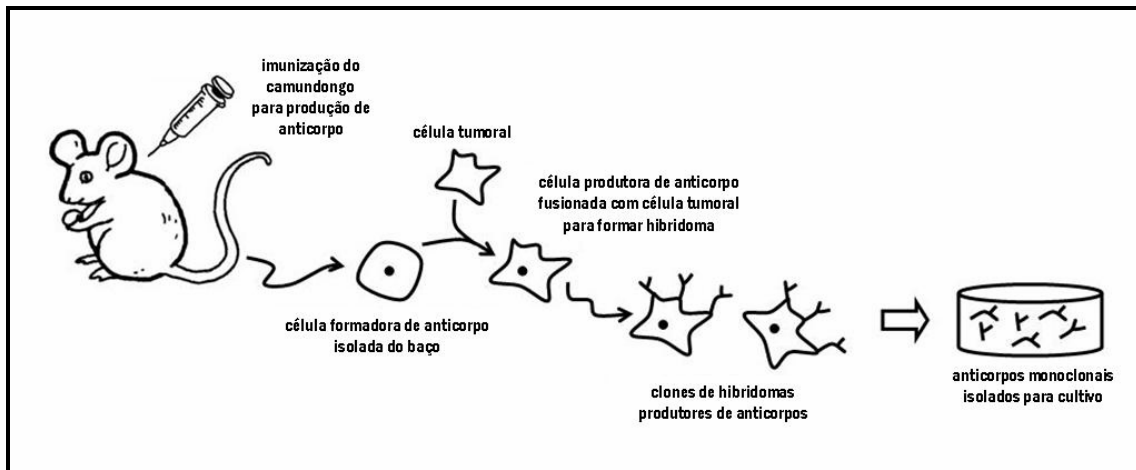 imunização do
camundongo
para produção de
anticorpo
célula tumoral
célula produtora de anticorpo
fusionada com célula tumoral
para formar hibridoma
célula formadora de anticorpo
isolada do baço
clones de hibridomas
produtores de anticorpos
anticorpos monoclonais
isolados para cultivo